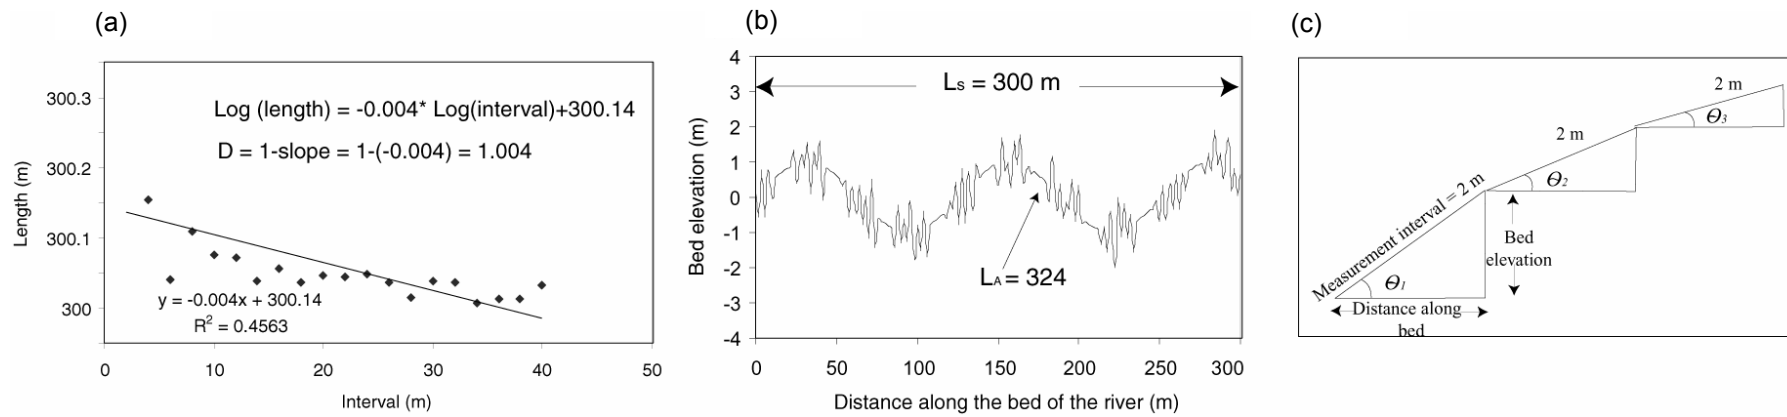 (a)
300.3
300.2
300.1
300
Length (m)
Log (length) = -0.004* Log(interval)+300.14
D = 1-slope = 1-(-0.004) = 1.004
y = -0.004x + 300.14
R² = 0.4563
0 10 20 30 40 50
Interval (m)
(b)
4
3
2
1
0
-1
-2
-3
-4
Bed elevation (m)
Ls = 300 m
LA = 324
0 50 100 150 200 250 300
Distance along the bed of the river (m)
(c)
2 m
Θ3
2 m
Θ2
Measurement interval = 2 m
Bed
elevation
Θ1
Distance along
bed